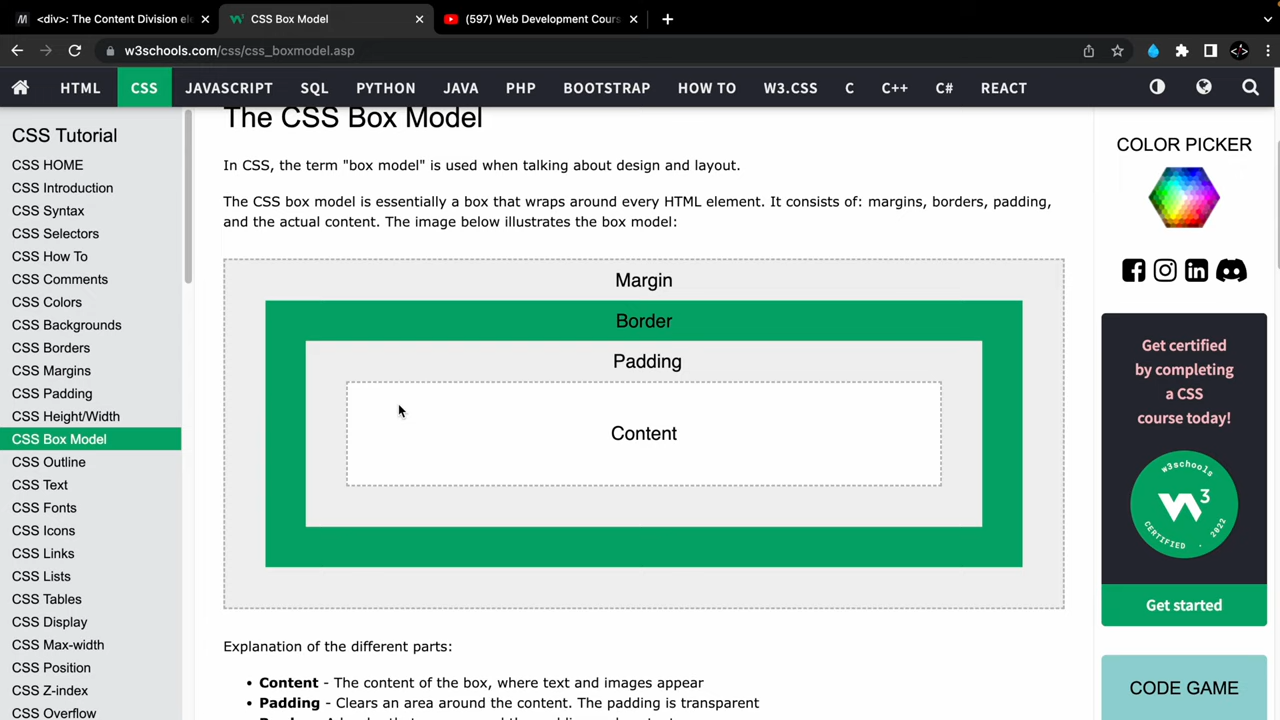 <div>: The Content Division ele
CSS Box Model
(597) Web Development Cours
w3schools.com/css/css_boxmodel.asp
HTML CSS JAVASCRIPT SQL PYTHON JAVA PHP BOOTSTRAP HOW TO W3.CSS C C++ C# REACT
CSS Tutorial
CSS HOME
CSS Introduction
CSS Syntax
CSS Selectors
CSS How To
CSS Comments
CSS Colors
CSS Backgrounds
CSS Borders
CSS Margins
CSS Padding
CSS Height/Width
CSS Box Model
CSS Outline
CSS Text
CSS Fonts
CSS Icons
CSS Links
CSS Lists
CSS Tables
CSS Display
CSS Max-width
CSS Position
CSS Z-index
CSS Overflow
The CSS Box Model
In CSS, the term "box model" is used when talking about design and layout.
The CSS box model is essentially a box that wraps around every HTML element. It consists of: margins, borders, padding,
and the actual content. The image below illustrates the box model:
Margin
Border
Padding
Content
Explanation of the different parts:
• Content - The content of the box, where text and images appear
• Padding - Clears an area around the content. The padding is transparent
COLOR PICKER
Get certified
by completing
a CSS
course today!
w3schools
CERTIFIED . 2022
Get started
CODE GAME